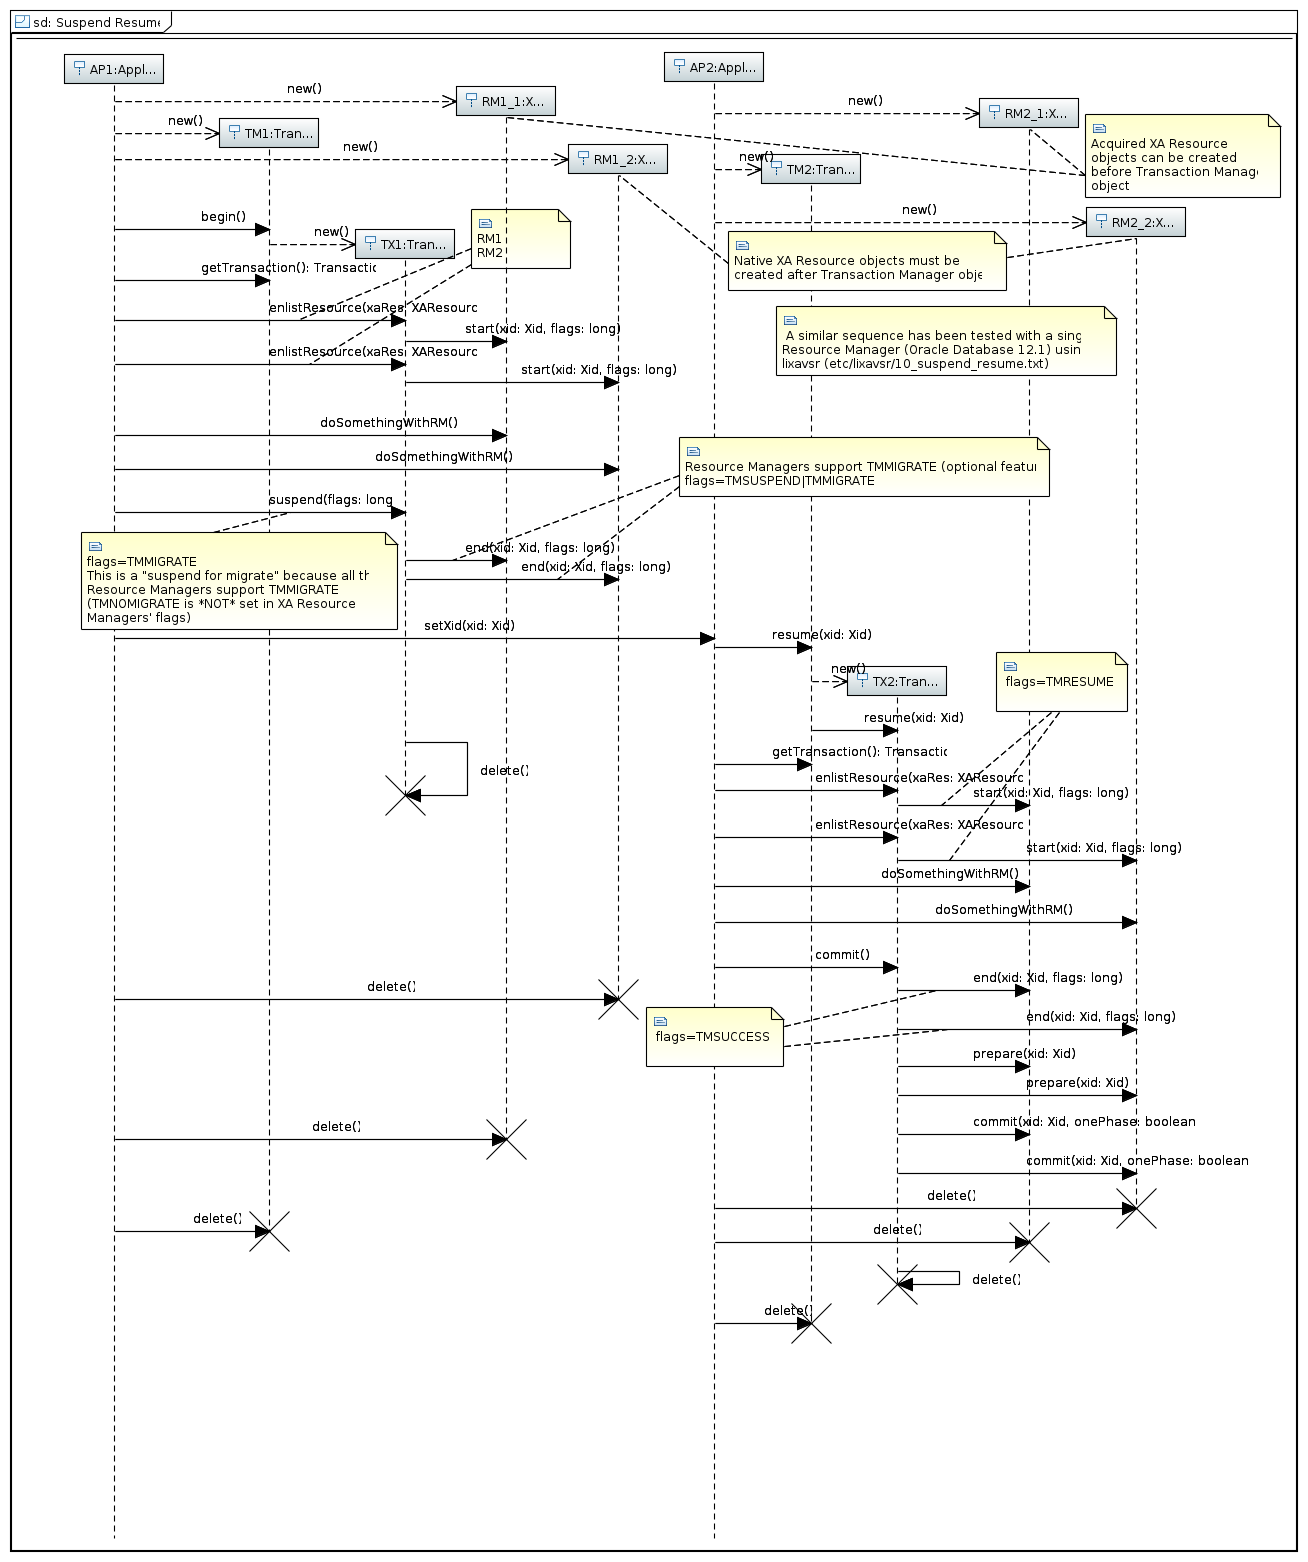 sd: Suspend Resume
AP1:Appl...
AP2:Appl...
new()
RM1_1:X...
new()
RM2_1:X...
new()
TM1:Tran...
Acquired XA Resource
objects can be created
before Transaction Manag
object
new()
RM1_2:X...
new()
TM2:Tran...
begin()
new()
RM2_2:X...
new()
TX1:Tran...
RM1
RM2
Native XA Resource objects must be
created after Transaction Manager obje
getTransaction(): Transactic
enlistResource(xaRes: XAResourc
start(xid: Xid, flags: long)
A similar sequence has been tested with a sing
Resource Manager (Oracle Database 12.1) usin
lixavsr (etc/lixavsr/10_suspend_resume.txt)
enlistResource(xaRes: XAResourc
start(xid: Xid, flags: long)
doSomethingWithRM()
doSomethingWithRM()
Resource Managers support TMMIGRATE (optional featur
flags=TMSUSPEND|TMMIGRATE
suspend(flags: long
flags=TMMIGRATE
This is a "suspend for migrate" because all th
Resource Managers support TMMIGRATE
(TMNOMIGRATE is *NOT* set in XA Resource
Managers' flags)
end(xid: Xid, flags: long)
end(xid: Xid, flags: long)
setXid(xid: Xid)
resume(xid: Xid)
new()
TX2:Tran...
flags=TMRESUME
resume(xid: Xid)
getTransaction(): Transactic
delete()
enlistResource(xaRes: XAResourc
start(xid: Xid, flags: long)
enlistResource(xaRes: XAResourc
start(xid: Xid, flags: long)
doSomethingWithRM()
doSomethingWithRM()
commit()
end(xid: Xid, flags: long)
delete()
end(xid: Xid, flags: long)
flags=TMSUCCESS
prepare(xid: Xid)
prepare(xid: Xid)
commit(xid: Xid, onePhase: boolean
delete()
commit(xid: Xid, onePhase: boolean
delete()
delete()
delete()
delete()
delete()